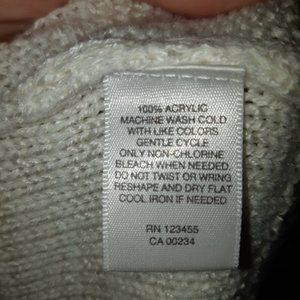 100% ACRYLIC
MACHINE WASH COLD
WITH LIKE COLORS
GENTLE CYCLE
ONLY NON-CHLORINE
BLEACH WHEN NEEDED
DO NOT TWIST OR WRING
RESHAPE AND DRY FLAT
COOL IRON IF NEEDED
RN 123455
CA 00234